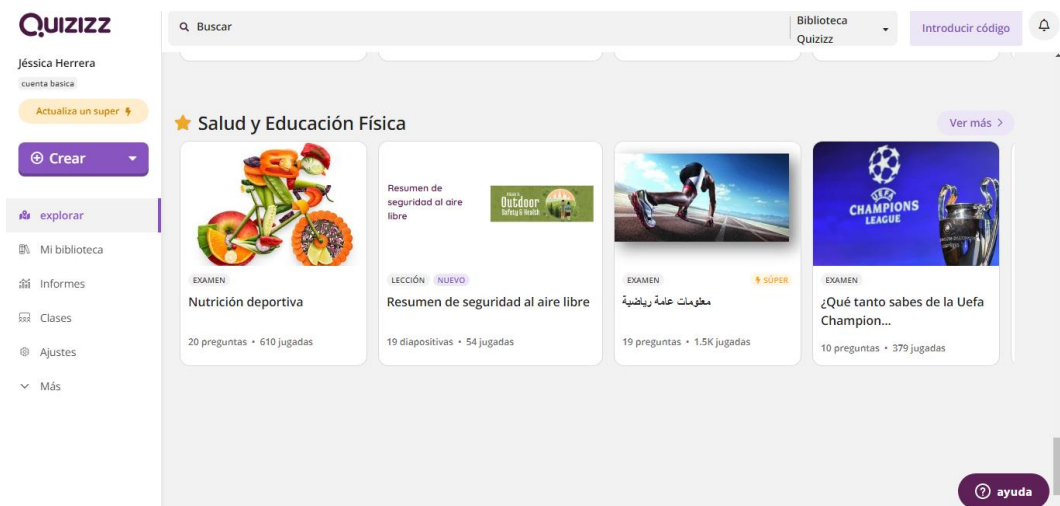 QUIZIZZ
Jéssica Herrera
cuenta basica
Actualiza un super
Crear
explorar
Mi biblioteca
Informes
Clases
Ajustes
Más
Buscar
Biblioteca
Quizizz
Introducir código
Salud y Educación Física
Ver más
EXAMEN
Nutrición deportiva
20 preguntas • 610 jugadas
Resumen de
seguridad al aire
libre
Outdoor
Safety & Health
LECCIÓN NUEVO
Resumen de seguridad al aire libre
19 diapositivas • 54 jugadas
EXAMEN SÚPER
معلومات عامة رياضية
19 preguntas • 1.5K jugadas
UEFA
CHAMPIONS
LEAGUE
EXAMEN
¿Qué tanto sabes de la Uefa
Champion...
10 preguntas • 379 jugadas
ayuda